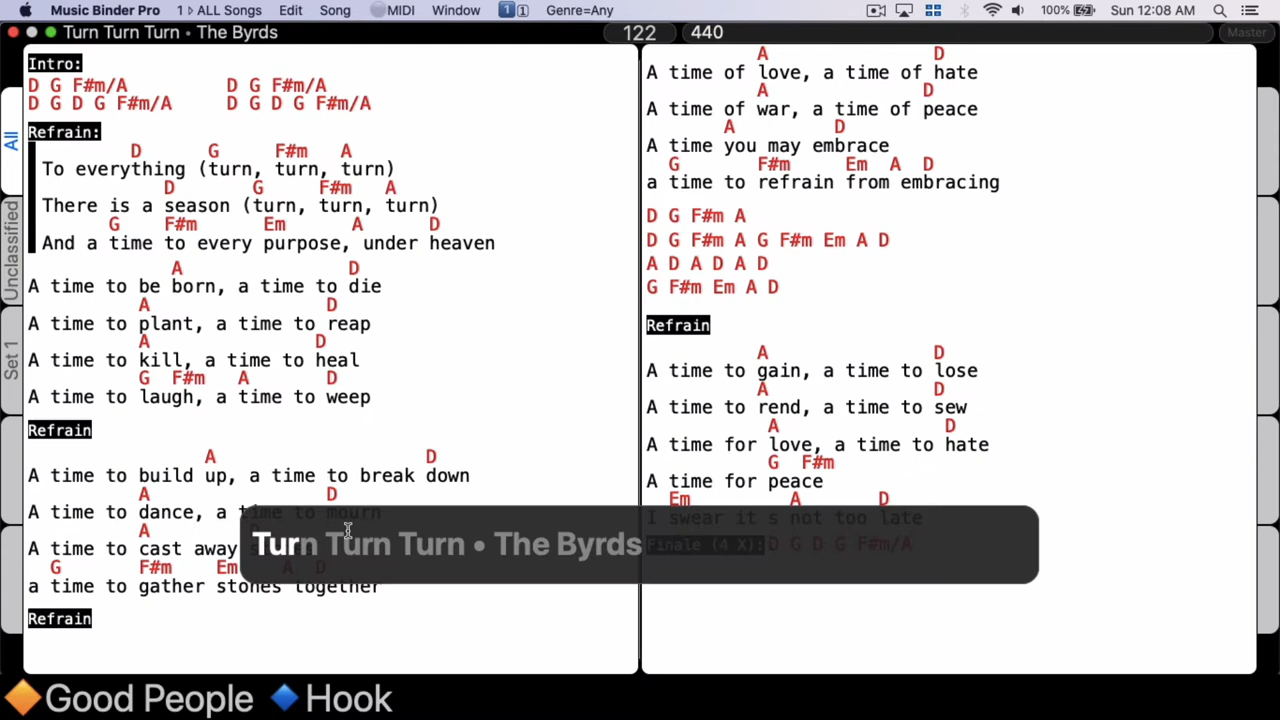 Music Binder Pro 1 ▷ ALL Songs Edit Song MIDI Window 1 ① Genre=Any 100% Sun 12:08 AM
Turn Turn Turn • The Byrds 122 440 Master
All
Unclassified
Set 1
Intro:
D G F#m/A D G F#m/A
D G D G F#m/A D G D G F#m/A
Refrain:
D G F#m A
To everything (turn, turn, turn)
D G F#m A
There is a season (turn, turn, turn)
G F#m Em A D
And a time to every purpose, under heaven
A D
A time to be born, a time to die
A D
A time to plant, a time to reap
A D
A time to kill, a time to heal
G F#m A D
A time to laugh, a time to weep
Refrain
A D
A time to build up, a time to break down
A D
A time to dance, a time to mourn
A D
A time to cast away
G F#m Em A D
a time to gather stones together
Refrain
A D
A time of love, a time of hate
A D
A time of war, a time of peace
A D
A time you may embrace
G F#m Em A D
a time to refrain from embracing
D G F#m A
D G F#m A G F#m Em A D
A D A D A D
G F#m Em A D
Refrain
A D
A time to gain, a time to lose
A D
A time to rend, a time to sew
A D
A time for love, a time to hate
G F#m
A time for peace
Em A D
I swear it s not too late
Finale (4 X): D G D G F#m/A
Turn Turn Turn • The Byrds
Good People Hook